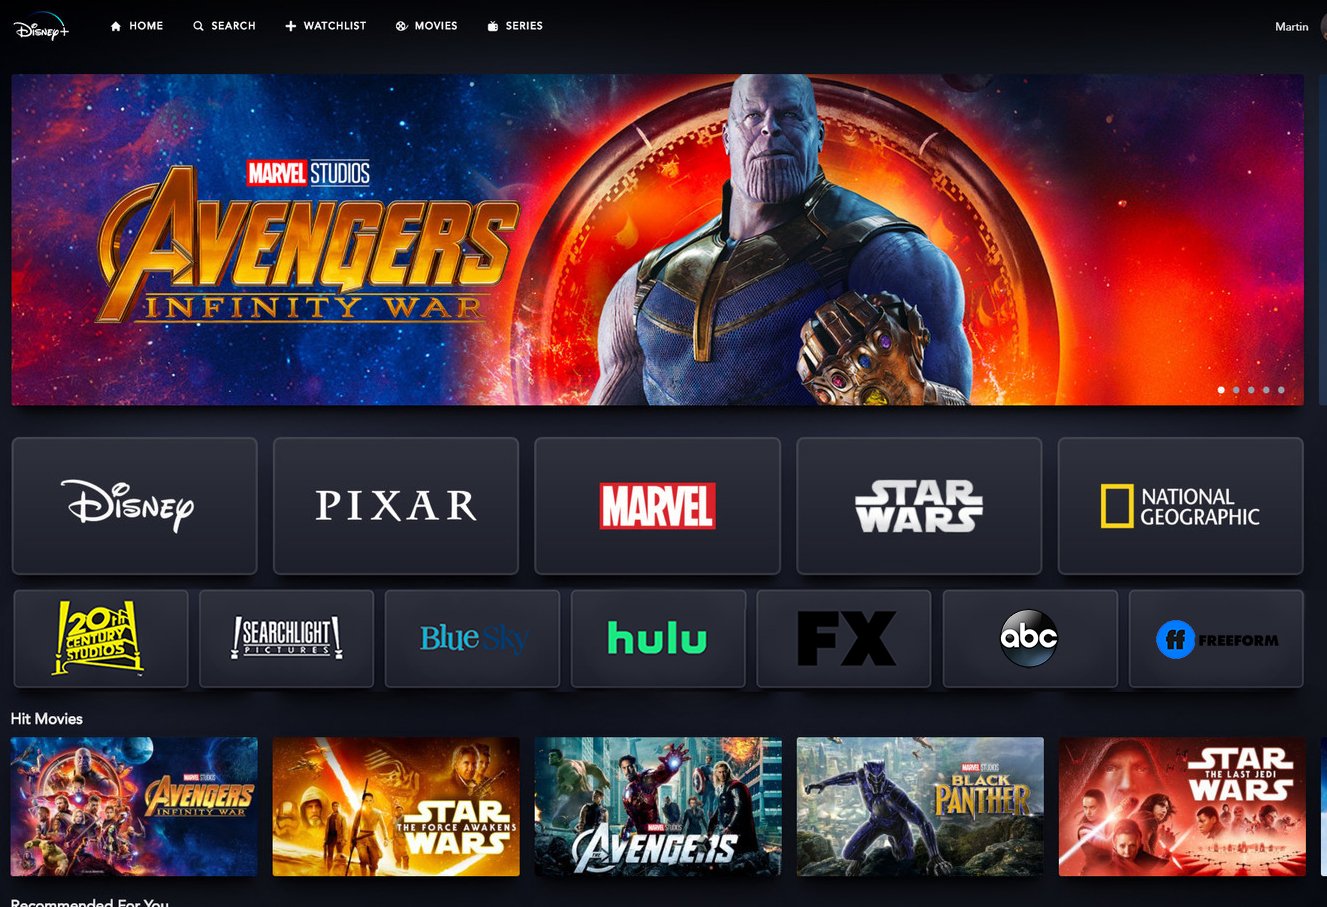 Disney+
HOME
SEARCH
WATCHLIST
MOVIES
SERIES
Martin
MARVEL STUDIOS
AVENGERS
INFINITY WAR
Disney
PIXAR
MARVEL
STAR
WARS
NATIONAL
GEOGRAPHIC
20TH
CENTURY
STUDIOS
SEARCHLIGHT
PICTURES
Blue Sky
hulu
FX
abc
ff FREEFORM
Hit Movies
MARVEL STUDIOS
AVENGERS
INFINITY WAR
STAR
THE FORCE AWAKENS
WARS
MARVEL STUDIOS
THE AVENGERS
MARVEL STUDIOS
BLACK
PANTHER
STAR
THE LAST JEDI
WARS
Recommended For You